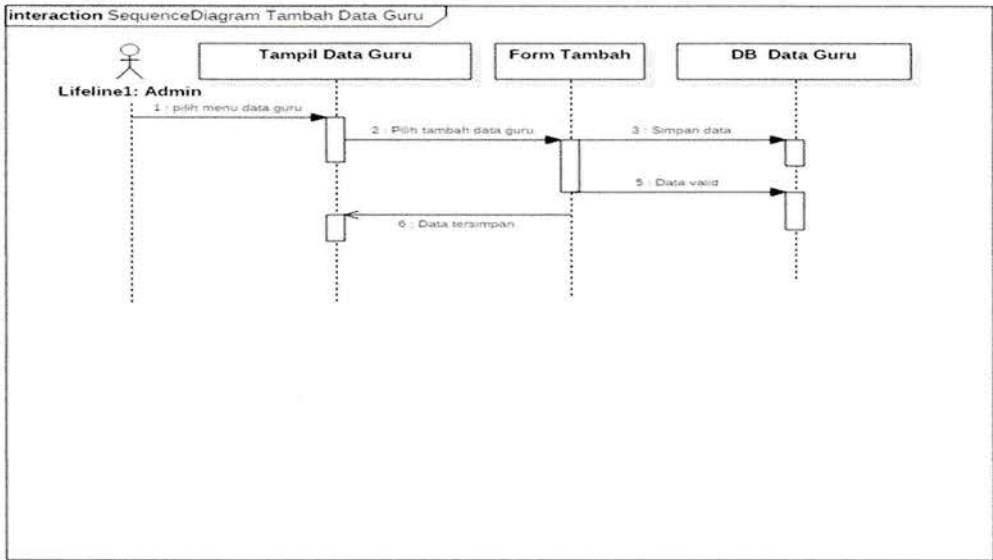 interaction SequenceDiagram Tambah Data Guru
Tampil Data Guru
Form Tambah
DB Data Guru
Lifeline1: Admin
1 : pilih menu data guru
2 : Pilih tambah data guru
3 : Simpan data
5 : Data valid
6 : Data tersimpan